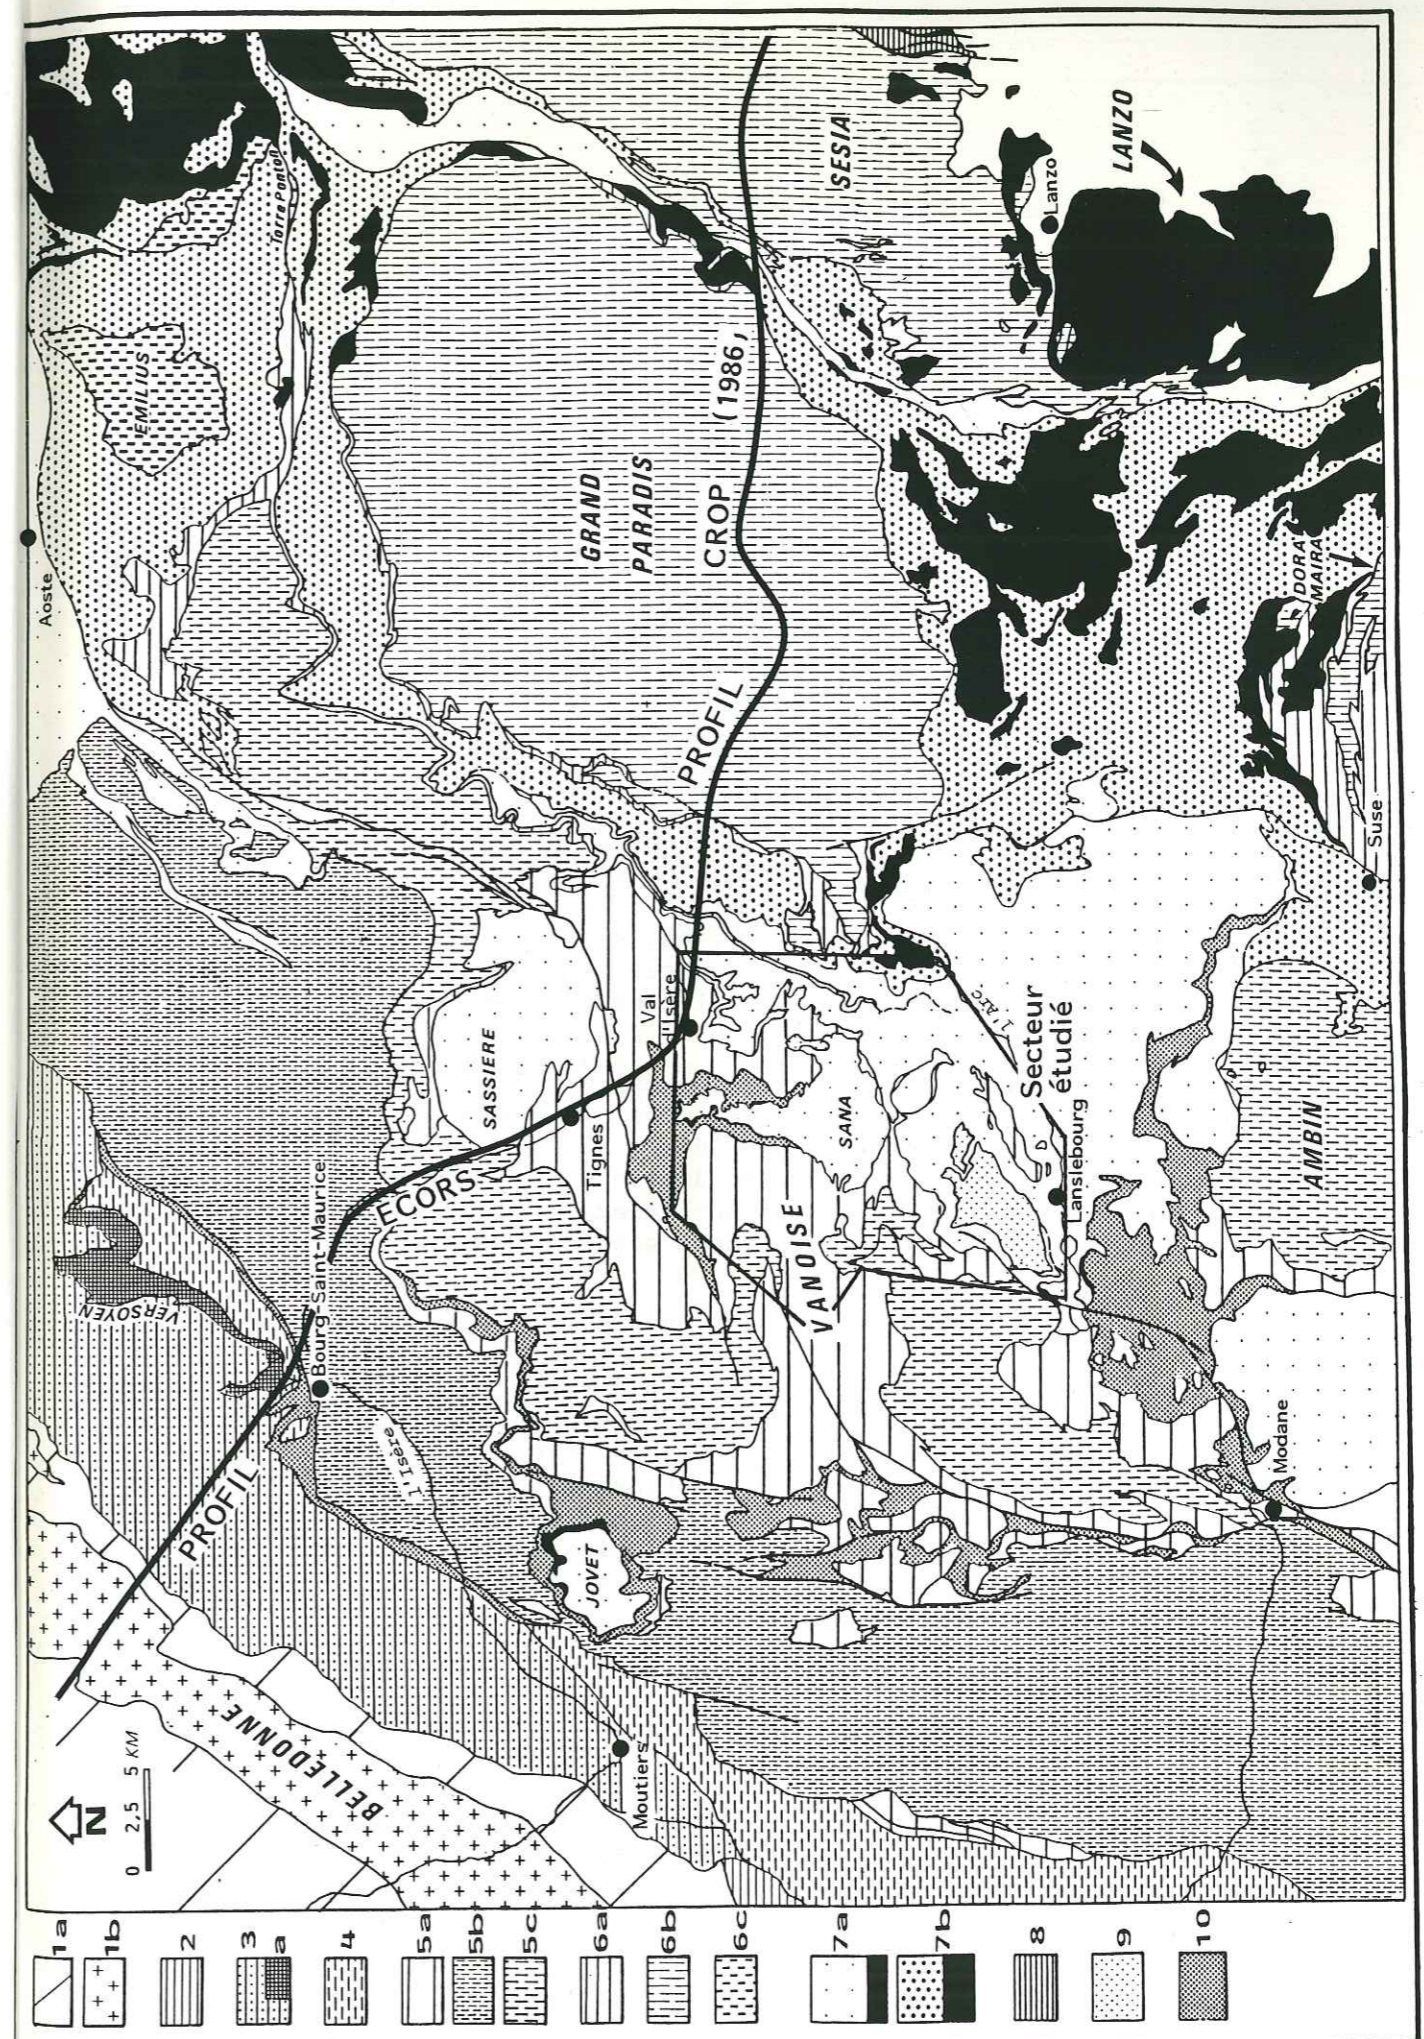 1a
1b
2
3
a
4
5a
5b
5c
6a
6b
6c
7a
7b
8
9
10
N
0 2,5 5 KM
BELLEDONNE
PROFIL
VERSOYEN
Bourg Saint Maurice
l'Isère
Moutiers
JOVET
ECORS
SASSIERE
Tignes
Val
d'Isère
VANOISE
SANA
Secteur
étudié
l'Arc
Lanslebourg
Modane
AMBIN
Suse
DORA
MAIRA
Aoste
EMILIUS
GRAND
PARADIS
PROFIL
CROP
(1986)
SESIA
LANZO
Lanzo